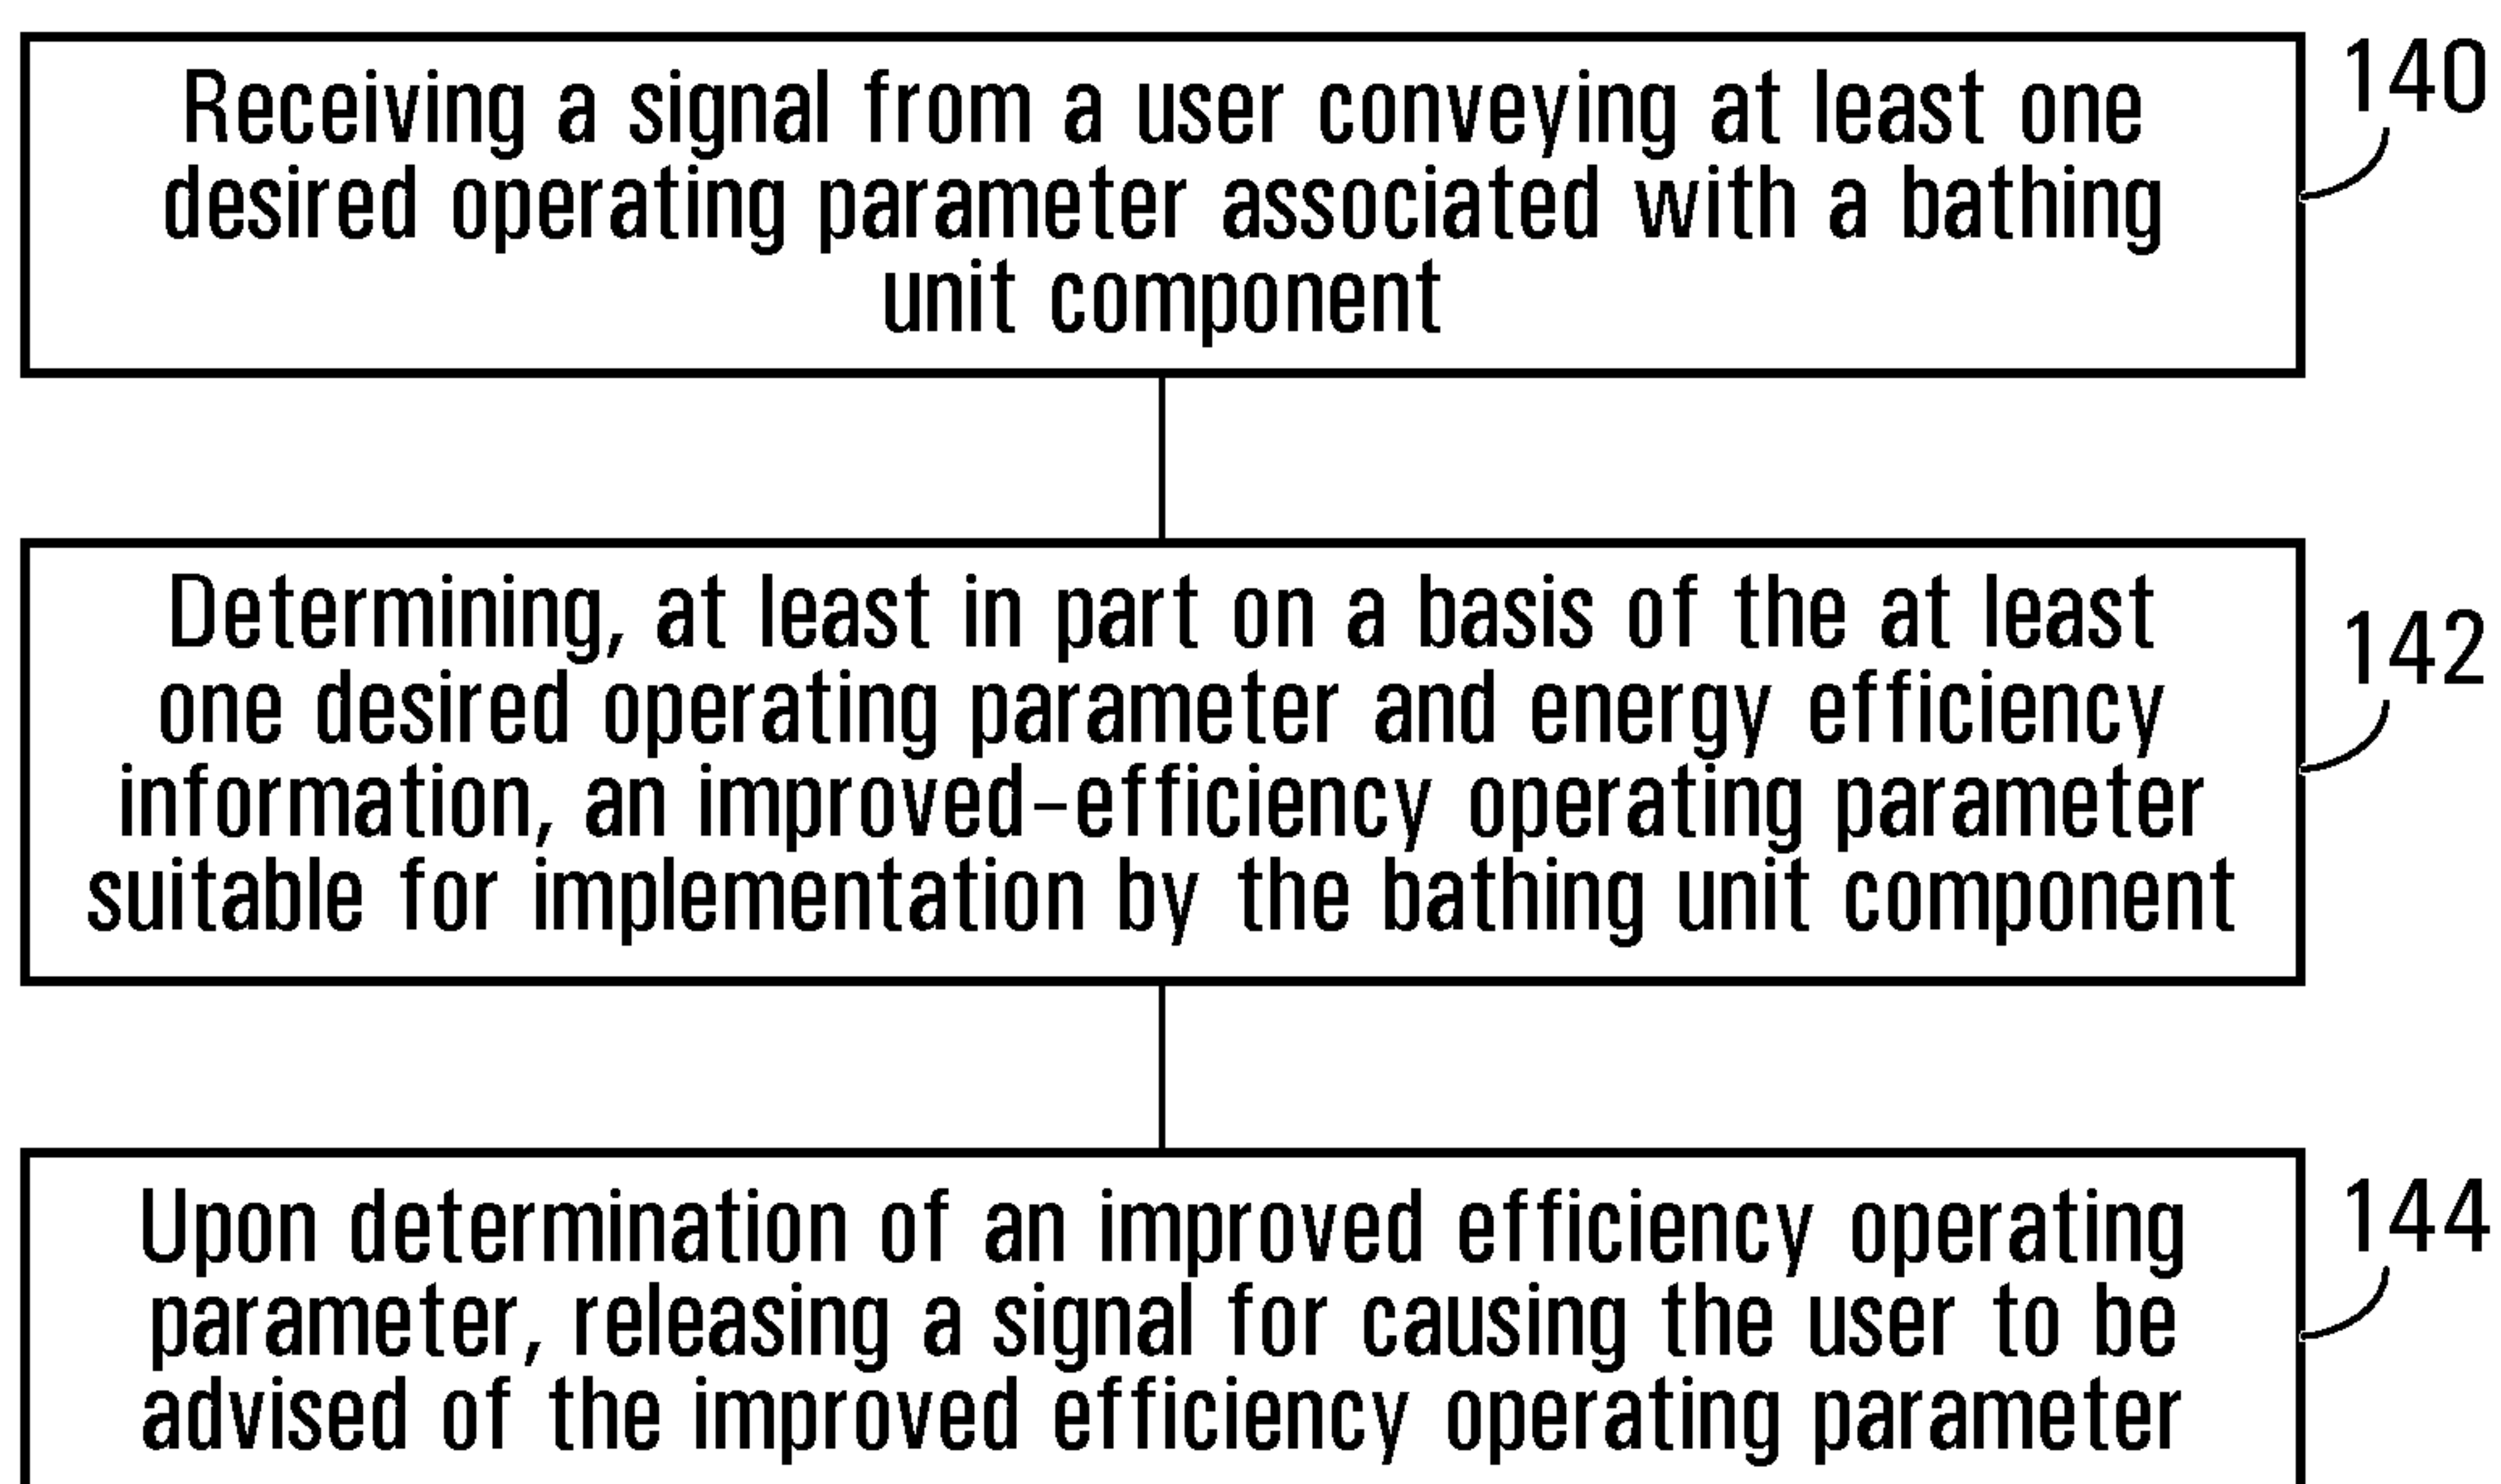 Receiving a signal from a user conveying at least one
desired operating parameter associated with a bathing
unit component
140
Determining, at least in part on a basis of the at least
one desired operating parameter and energy efficiency
information, an improved-efficiency operating parameter
suitable for implementation by the bathing unit component
142
Upon determination of an improved efficiency operating
parameter, releasing a signal for causing the user to be
advised of the improved efficiency operating parameter
144